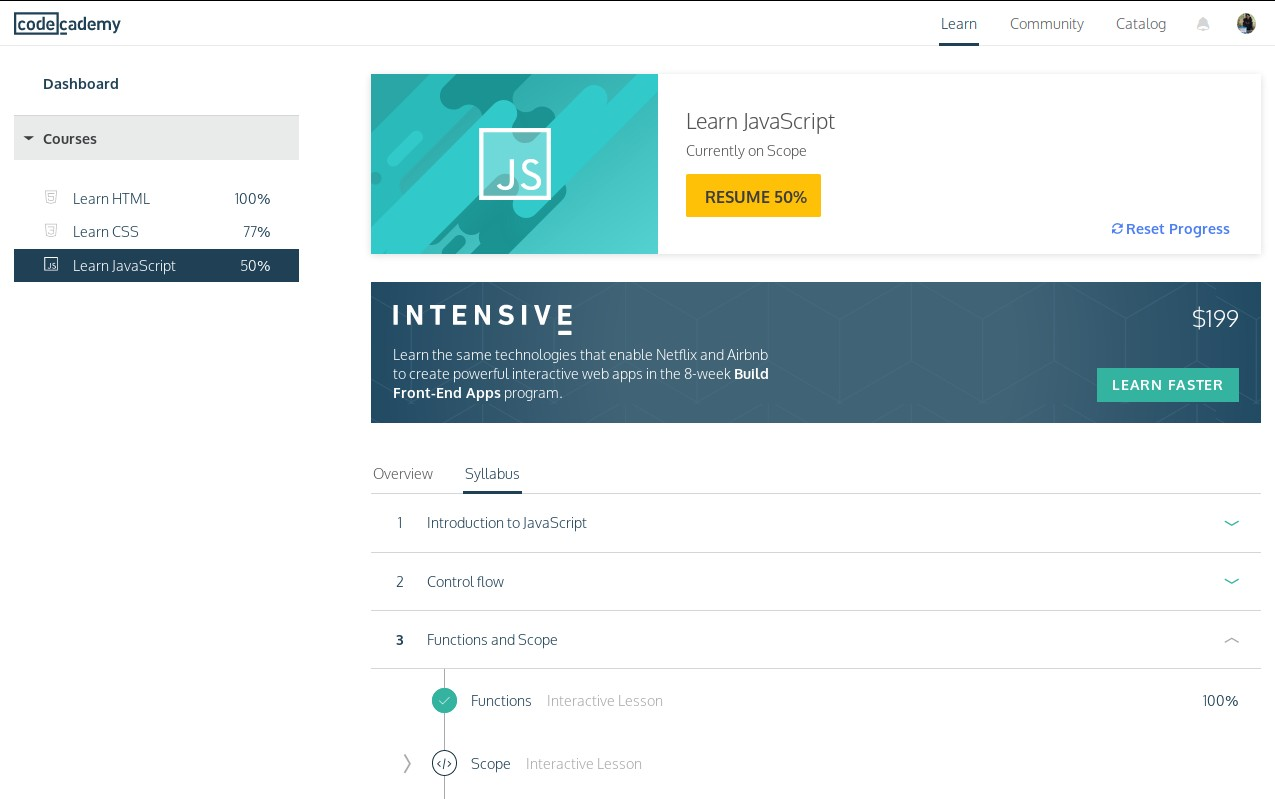 codecademy
Learn Community Catalog
Dashboard
Courses
Learn HTML 100%
Learn CSS 77%
JS Learn JavaScript 50%
JS
Learn JavaScript
Currently on Scope
RESUME 50%
Reset Progress
INTENSIVE
$199
Learn the same technologies that enable Netflix and Airbnb
to create powerful interactive web apps in the 8-week Build
Front-End Apps program.
LEARN FASTER
Overview Syllabus
1 Introduction to JavaScript
2 Control flow
3 Functions and Scope
Functions Interactive Lesson 100%
</> Scope Interactive Lesson